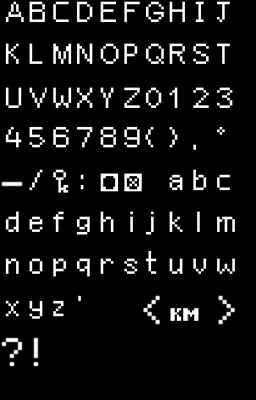 ABCDEFGHIJ
KLMNOPQRST
UVWXYZ0123
456789(),°
-/:abc
defghijklm
nopqrstuvw
xyz'<KM>
?!